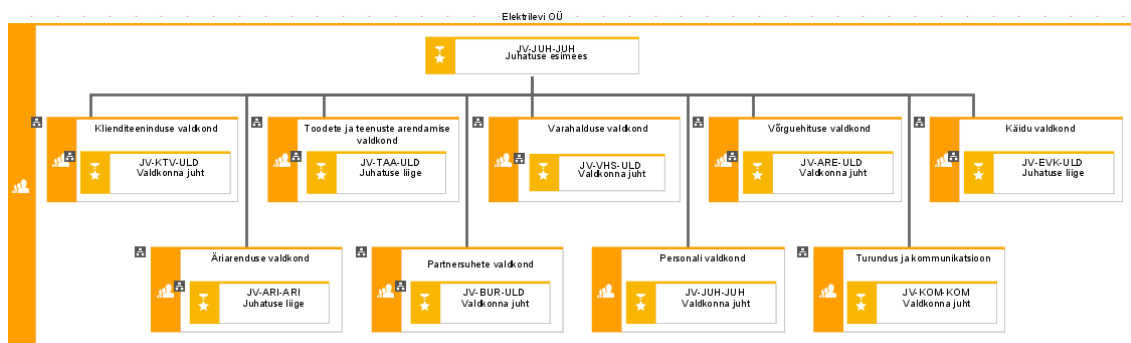 Elektrilevi OÜ
JV-JUH-JUH
Juhatuse esimees
Klienditeeninduse valdkond
JV-KTV-ULD
Valdkonna juht
Toodete ja teenuste arendamise
valdkond
JV-TAA-ULD
Juhatuse liige
Varahalduse valdkond
JV-VHS-ULD
Valdkonna juht
Võrguehituse valdkond
JV-ARE-ULD
Valdkonna juht
Käidu valdkond
JV-EVK-ULD
Juhatuse liige
Äriarenduse valdkond
JV-ARI-ARI
Juhatuse liige
Partnersuhete valdkond
JV-BUR-ULD
Valdkonna juht
Personali valdkond
JV-JUH-JUH
Valdkonna juht
Turundus ja kommunikatsioon
JV-KOM-KOM
Valdkonna juht